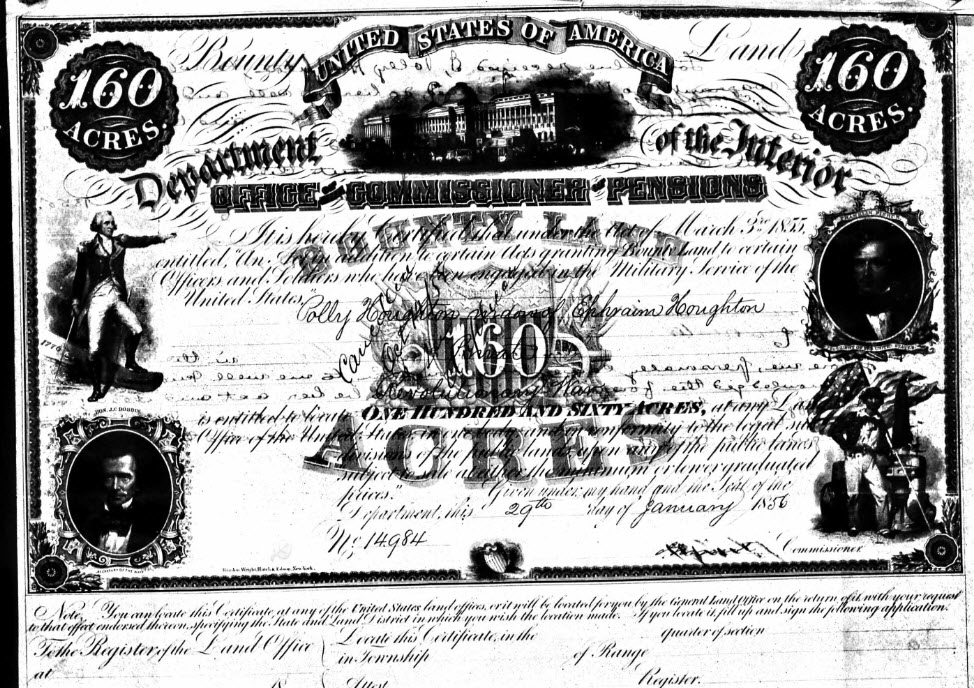 160 ACRES.
Bounty UNITED STATES OF AMERICA Land
160 ACRES.
Department of the Interior
OFFICE OF COMMISSIONER OF PENSIONS
It is hereby Certified that under the Act of March 3rd 1855,
entitled, "An Act in addition to certain Acts granting Bounty Land to certain
Officers and Soldiers who have been engaged in the Military Service of the
United States,"
FRANKLIN PIERCE
Polly Houghton widow of Ephraim Houghton
1776
160
Revolutionary War
is entitled to locate ONE HUNDRED AND SIXTY ACRES, at any Land
Office of the United States in conformity to the legal sub
divisions of the public lands, upon any of the public lands
subject to the minimum or lower graduated
prices."
ACRES
HON. J.C. DOBBIN
Given under my hand and the Seal of the
Department, this 29th day of January 1856
No. 14984
Commissioner
New York.
Note. You can locate this Certificate, at any of the United States land offices, or it will be located for you by the General Land Office on the return of it, with your request
to that effect endorsed thereon, specifying the State and Land District in which you wish the location made. If you locate it, fill up and sign the following application.
To the Register of the Land Office
at
Locate this Certificate, in the quarter of section
in Township of Range
Attest Register.